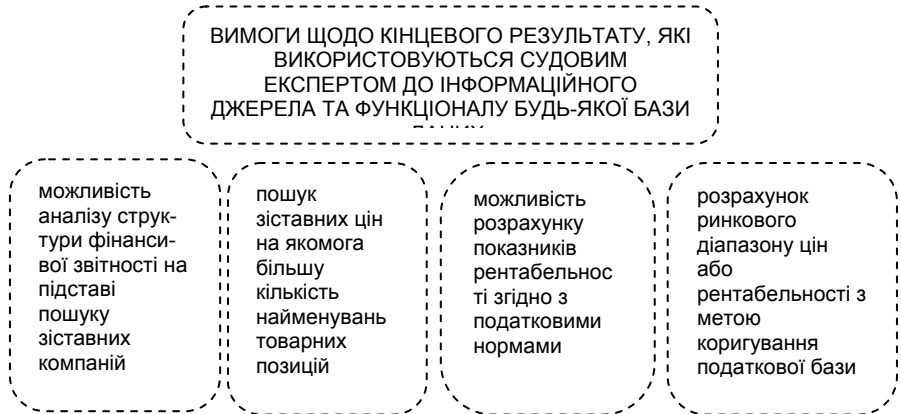 ВИМОГИ ЩОДО КІНЦЕВОГО РЕЗУЛЬТАТУ, ЯКІ
ВИКОРИСТОВУЮТЬСЯ СУДОВИМ
ЕКСПЕРТОМ ДО ІНФОРМАЦІЙНОГО
ДЖЕРЕЛА ТА ФУНКЦІОНАЛУ БУДЬ-ЯКОЇ БАЗИ
можливість
аналізу струк-
тури фінанси-
вої звітності на
підставі
пошуку
зіставних
компаній
пошук
зіставних цін
на якомога
більшу
кількість
найменувань
товарних
позицій
можливість
розрахунку
показників
рентабельнос
ті згідно з
податковими
нормами
розрахунок
ринкового
діапазону цін
або
рентабельності з
метою
коригування
податкової бази